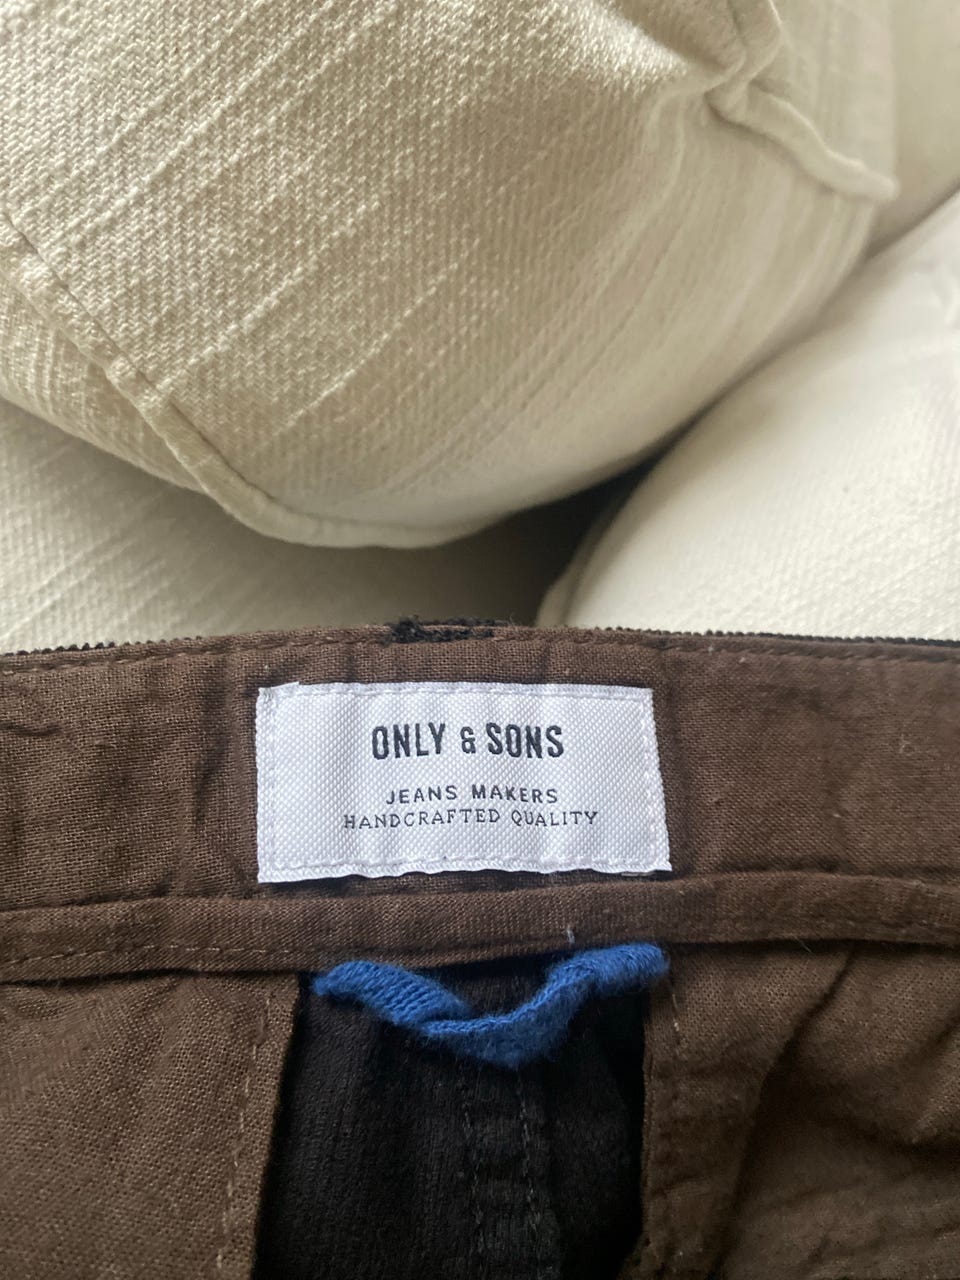 ONLY & SONS
JEANS MAKERS
HANDCRAFTED QUALITY